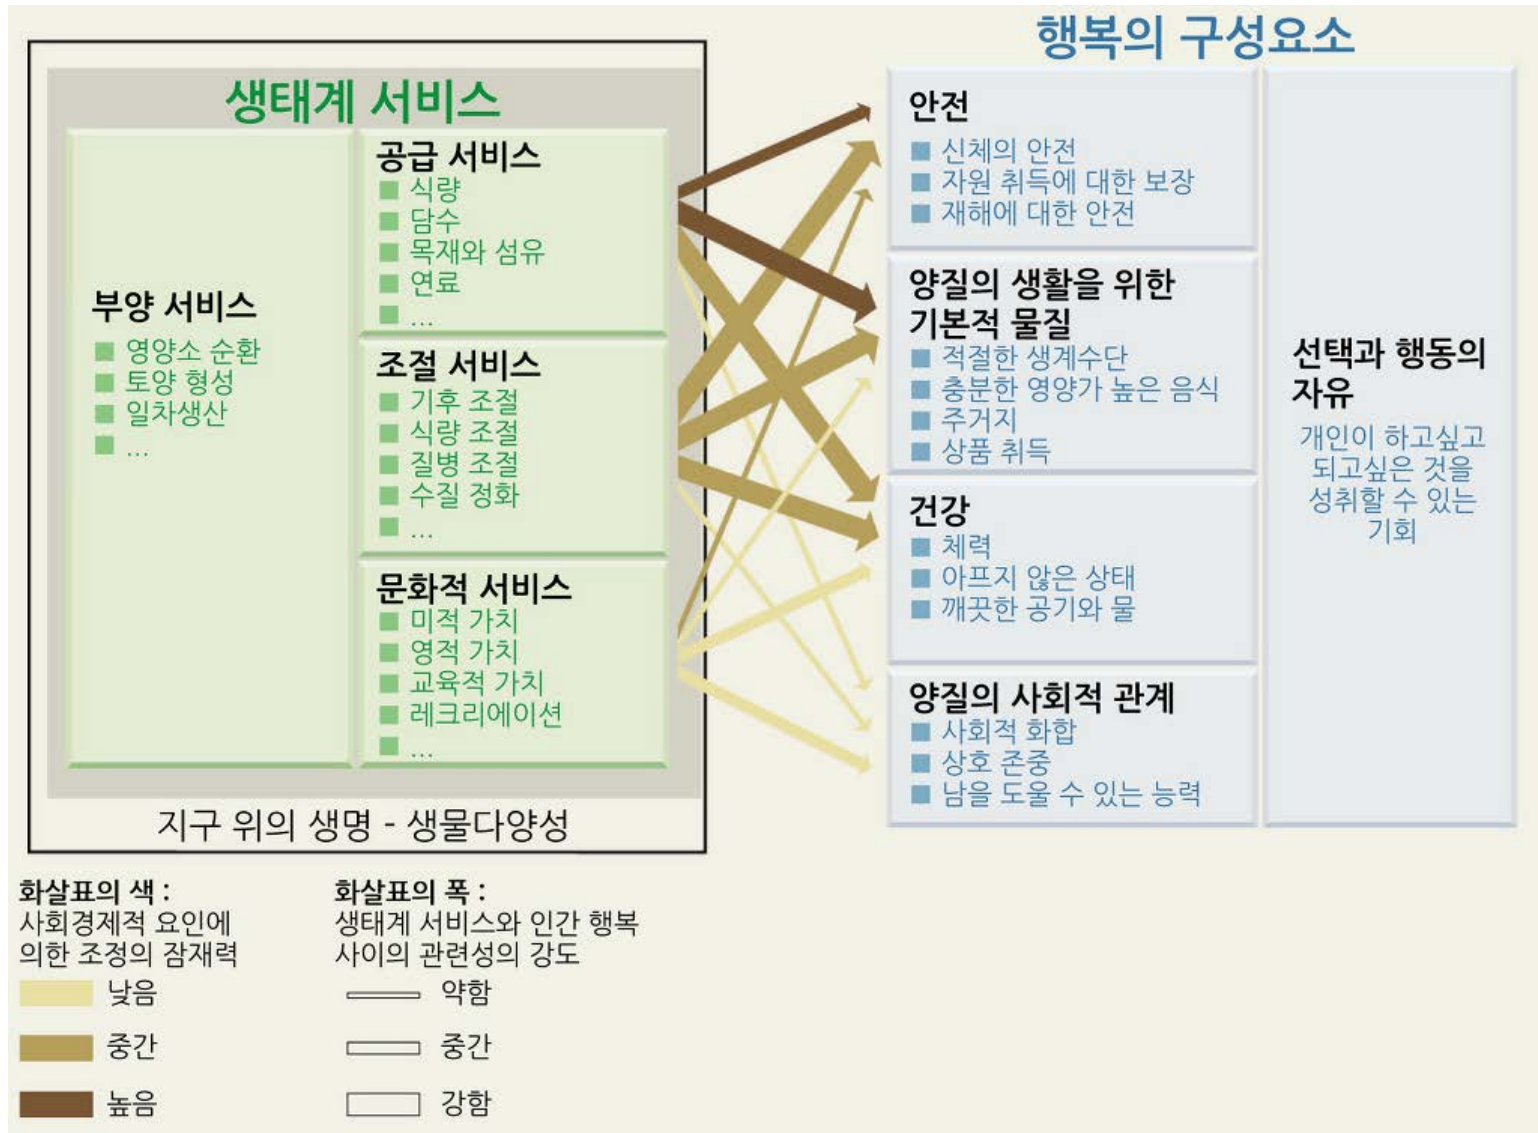 행복의 구성요소
생태계 서비스
부양 서비스
영양소 순환
토양 형성
일차생산
...
공급 서비스
식량
담수
목재와 섬유
연료
...
조절 서비스
기후 조절
식량 조절
질병 조절
수질 정화
...
문화적 서비스
미적 가치
영적 가치
교육적 가치
레크리에이션
...
지구 위의 생명 - 생물다양성
안전
신체의 안전
자원 취득에 대한 보장
재해에 대한 안전
양질의 생활을 위한
기본적 물질
적절한 생계수단
충분한 영양가 높은 음식
주거지
상품 취득
건강
체력
아프지 않은 상태
깨끗한 공기와 물
양질의 사회적 관계
사회적 화합
상호 존중
남을 도울 수 있는 능력
선택과 행동의
자유
개인이 하고싶고
되고싶은 것을
성취할 수 있는
기회
화살표의 색 :
사회경제적 요인에
의한 조정의 잠재력
낮음
중간
높음
화살표의 폭 :
생태계 서비스와 인간 행복
사이의 관련성의 강도
약함
중간
강함